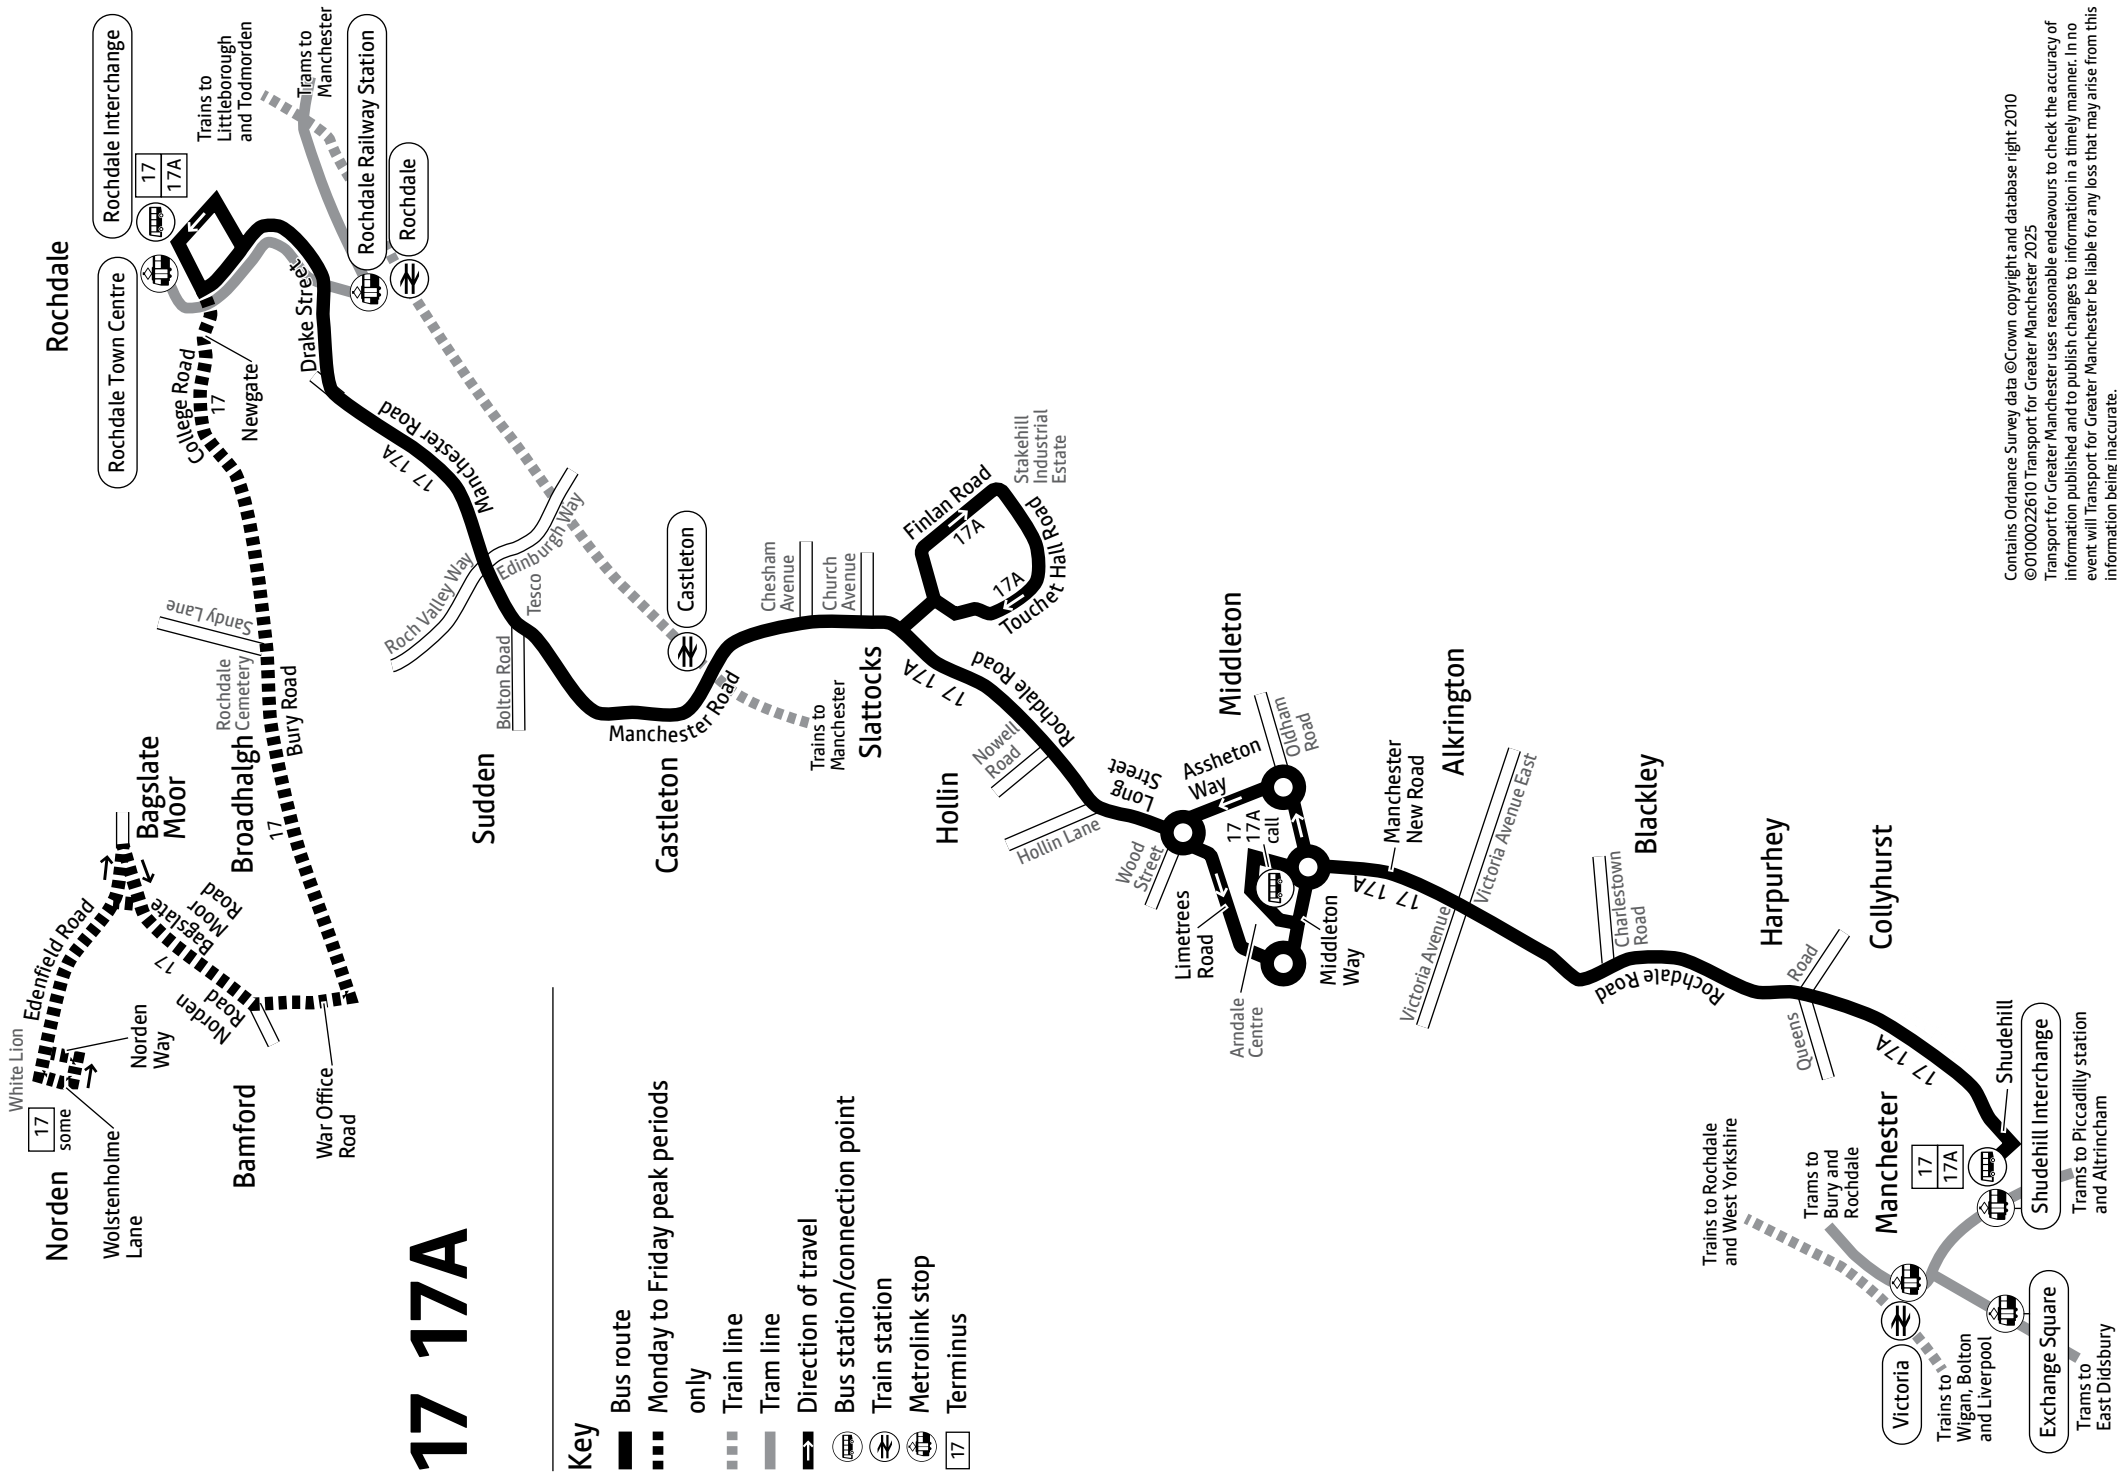 17 17A
Key
Bus route
Monday to Friday peak periods
only
Train line
Tram line
Direction of travel
Bus station/connection point
Train station
Metrolink stop
17
Terminus
Norden
17
some
White Lion
Wolstenholme
Lane
Norden
Way
Edenfield Road
Bagslate
Moor
Bagslate
Moor
Road
17
Norden
Road
Bamford
War Office
Road
Broadhalgh
17
Bury Road
Rochdale
Cemetery
Sandy Lane
College Road
17
Newgate
Rochdale
Rochdale Town Centre
Rochdale Interchange
17
17A
Trains to
Littleborough
and Todmorden
Trams to
Manchester
Rochdale Railway Station
Rochdale
Drake Street
Manchester Road
17 17A
Roch Valley Way
Edinburgh Way
Tesco
Bolton Road
Sudden
Castleton
Castleton
Manchester Road
Trains to
Manchester
Chesham
Avenue
Church
Avenue
Slattocks
Finlan Road
17A
Stakehill
Industrial
Estate
Touchet Hall Road
17A
17 17A
Rochdale Road
Hollin
Nowell
Road
Hollin Lane
Long
Street
Wood
Street
Middleton
Assheton
Way
Oldham
Road
17
17A
call
Limetrees
Road
Arndale
Centre
Middleton
Way
Manchester
New Road
17 17A
Alkrington
Victoria Avenue
Victoria Avenue East
Blackley
Charlestown
Road
Rochdale Road
Harpurhey
Queens
Road
Collyhurst
17 17A
Manchester
17
17A
Shudehill
Shudehill Interchange
Trams to Piccadilly station
and Altrincham
Trains to Rochdale
and West Yorkshire
Trams to
Bury and
Rochdale
Victoria
Trains to
Wigan, Bolton
and Liverpool
Exchange Square
Trams to
East Didsbury
Contains Ordnance Survey data ©Crown copyright and database right 2010
©0100022610 Transport for Greater Manchester 2025
Transport for Greater Manchester uses reasonable endeavours to check the accuracy of
information published and to publish changes to information in a timely manner. In no
event will Transport for Greater Manchester be liable for any loss that may arise from this
information being inaccurate.